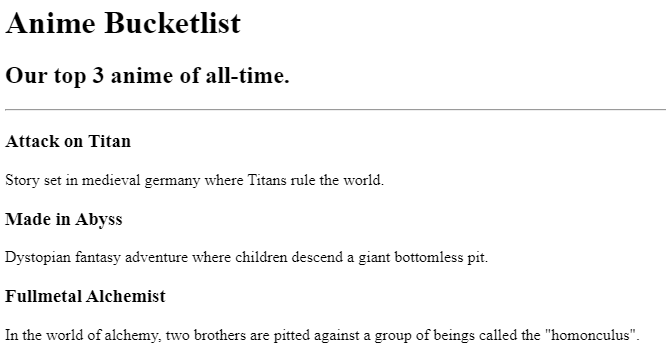 Anime Bucketlist
Our top 3 anime of all-time.
Attack on Titan
Story set in medieval germany where Titans rule the world.
Made in Abyss
Dystopian fantasy adventure where children descend a giant bottomless pit.
Fullmetal Alchemist
In the world of alchemy, two brothers are pitted against a group of beings called the "homonculus".